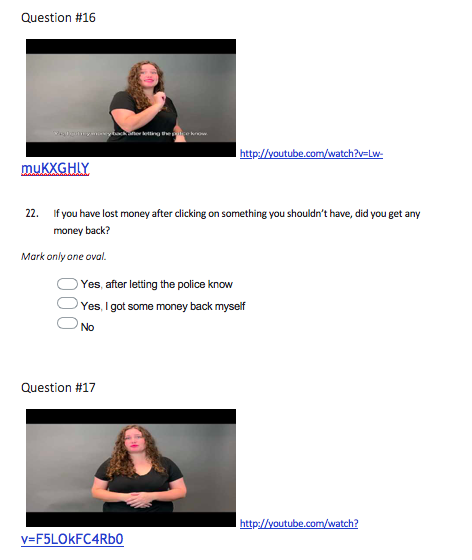 Question #16
money back after letting the police know
http://youtube.com/watch?v=Lw-
muKXGHlY
22. If you have lost money after clicking on something you shouldn't have, did you get any
money back?
Mark only one oval.
Yes, after letting the police know
Yes, I got some money back myself
No
Question #17
http://youtube.com/watch?
v=F5LOkFC4Rb0